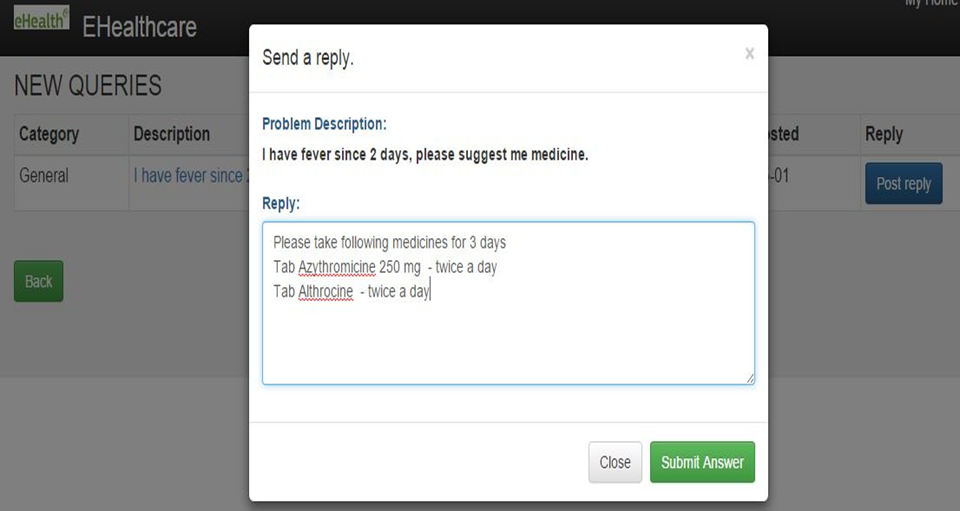 My Home
eHealth
EHealthcare
NEW QUERIES
Category Description sted Reply
General I have fever since 2 -01 Post reply
Back
Send a reply.
×
Problem Description:
I have fever since 2 days, please suggest me medicine.
Reply:
Please take following medicines for 3 days
Tab Azythromicine 250 mg - twice a day
Tab Althrocine - twice a day
Close Submit Answer